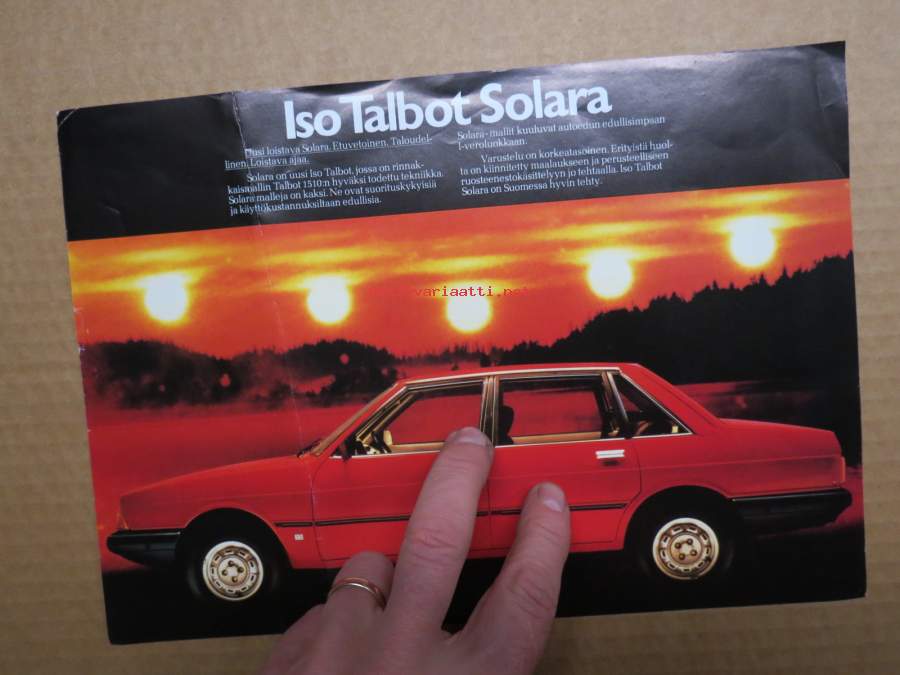 Iso Talbot Solara
Uusi loistava Solara. Etuvetoinen. Taloudel-
linen. Loistava ajaa.
Solara on uusi Iso Talbot, jossa on rinnak-
kaismallin Talbot 1510:n hyväksi todettu tekniikka.
Solara malleja on kaksi. Ne ovat suorituskykyisiä
ja käyttökustannuksiltaan edullisia.
Solara-mallit kuuluvat autoedun edullisimpaan
I-veroluokkaan.
Varustelu on korkeatasoinen. Erityistä huol-
ta on kiinnitetty maalaukseen ja perusteelliseen
ruosteenestokäsittelyyn jo tehtaalla. Iso Talbot
Solara on Suomessa hyvin tehty.
variaatti.net